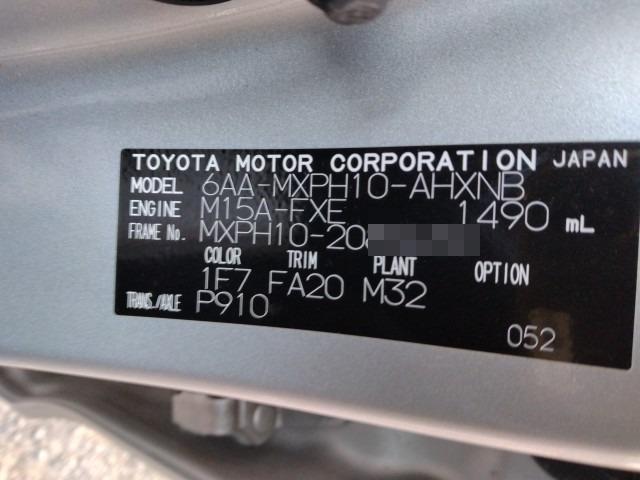 TOYOTA MOTOR CORPORATION JAPAN
MODEL 6AA-MXPH10-AHXNB
ENGINE M15A-FXE 1490 mL
FRAME No. MXPH10-20
COLOR TRIM PLANT OPTION
1F7 FA20 M32
TRANS./AXLE P910
052